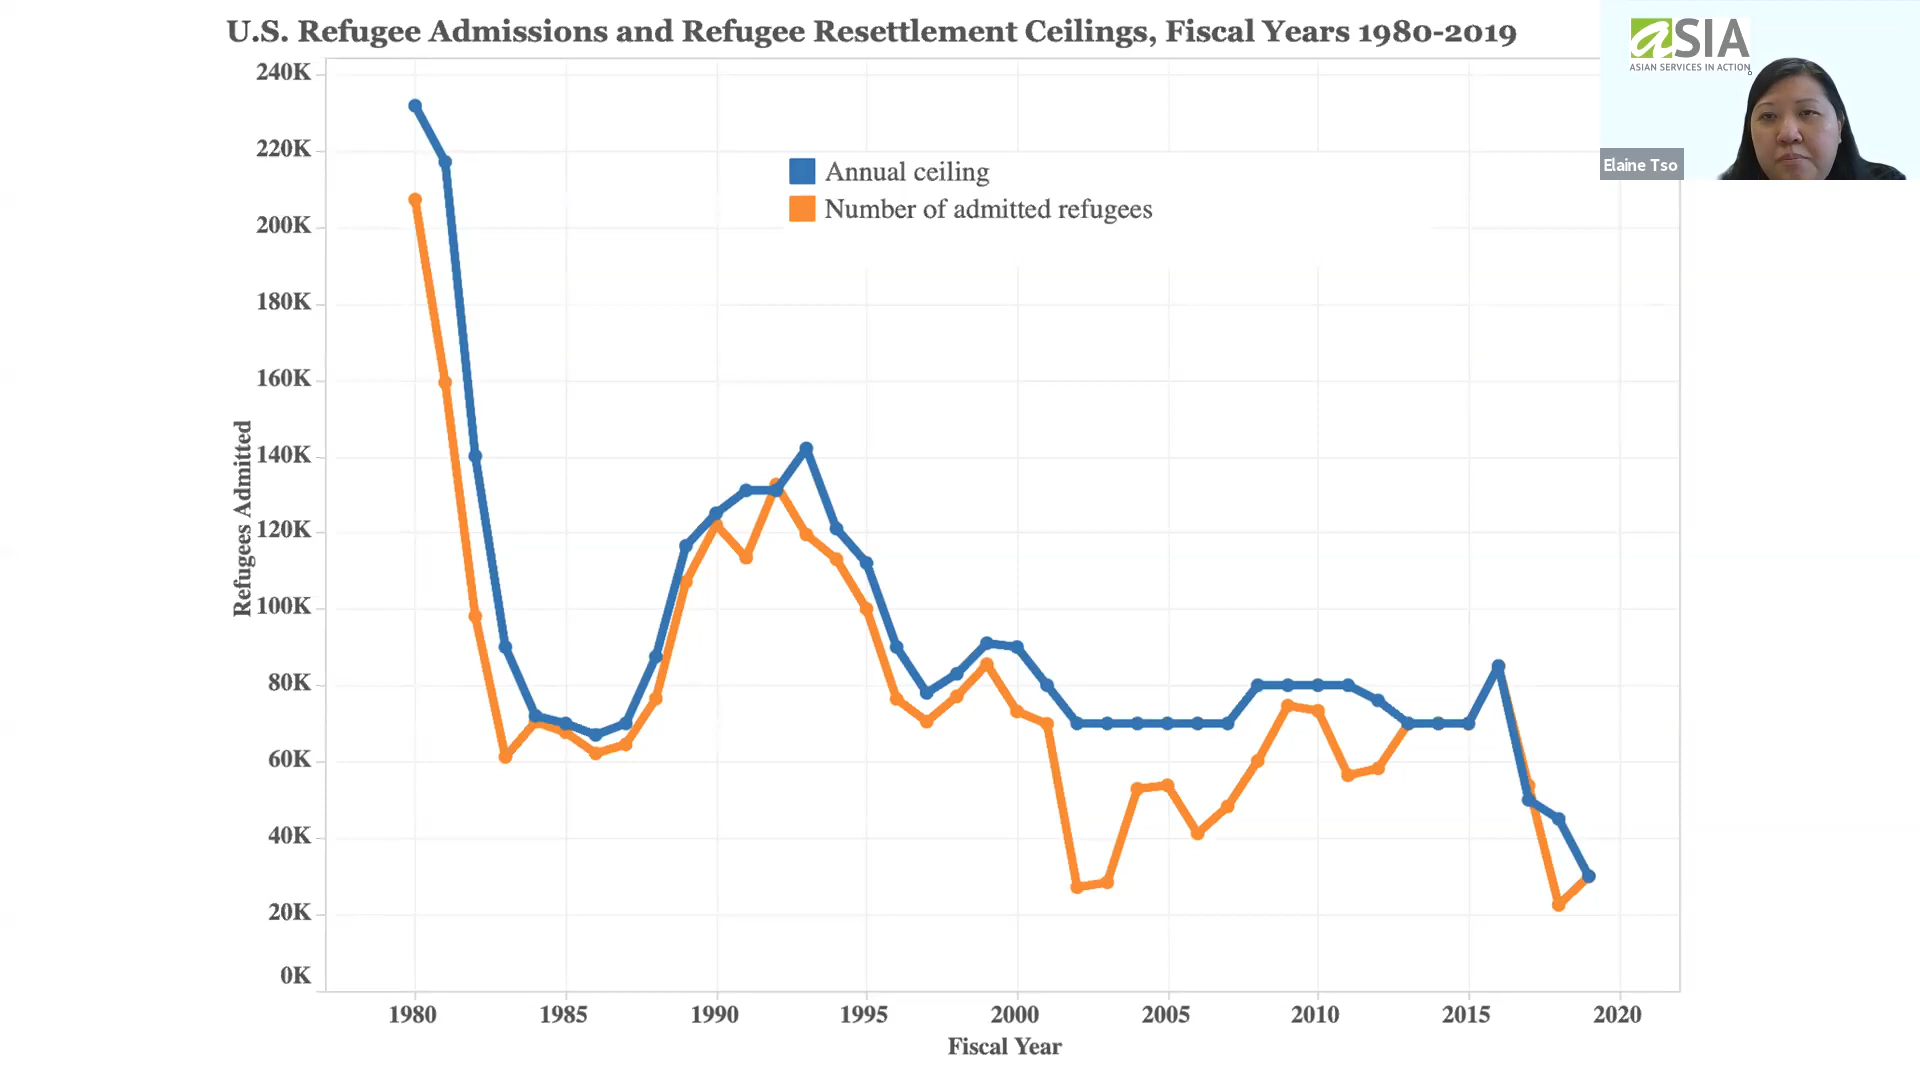 U.S. Refugee Admissions and Refugee Resettlement Ceilings, Fiscal Years 1980-2019
aSIA
ASIAN SERVICES IN ACTION
Elaine Tso
Annual ceiling
Number of admitted refugees
Refugees Admitted
240K
220K
200K
180K
160K
140K
120K
100K
80K
60K
40K
20K
0K
1980 1985 1990 1995 2000 2005 2010 2015 2020
Fiscal Year